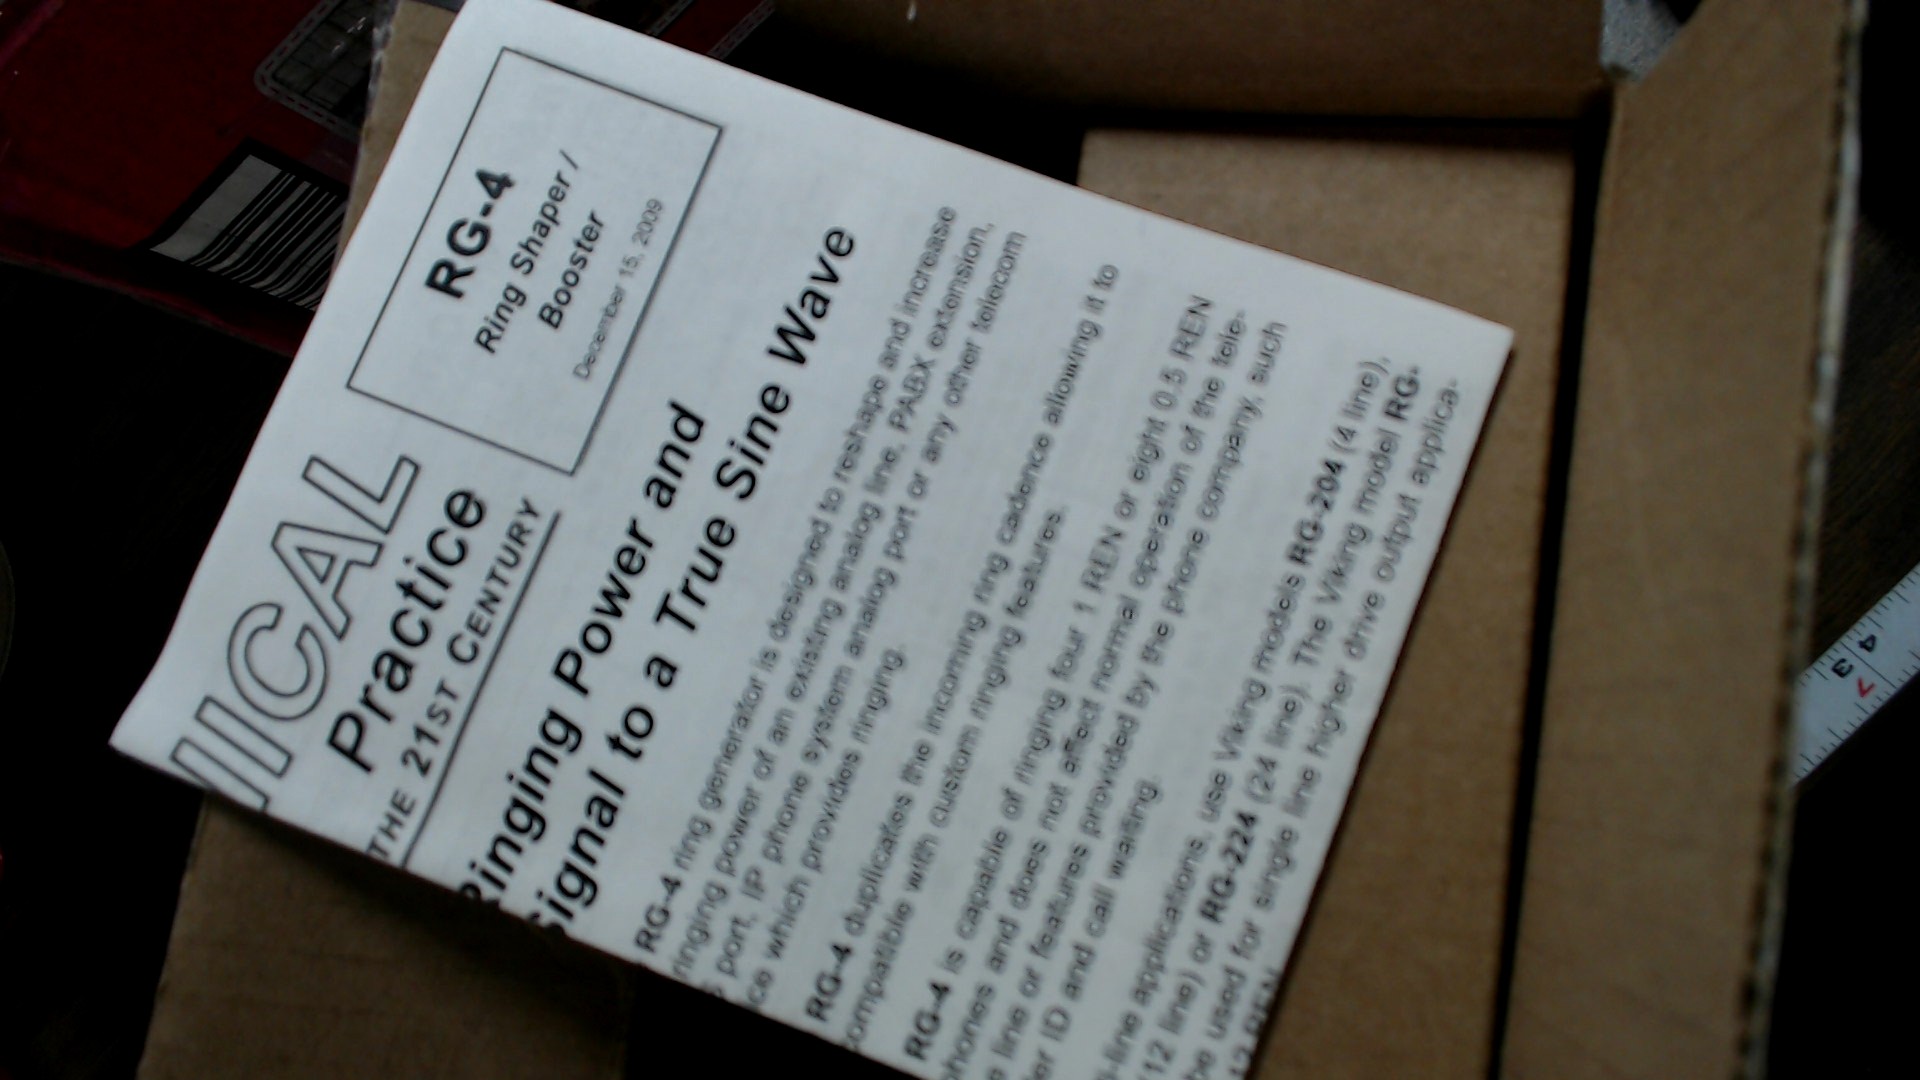 RG-4
Ring Shaper /
Booster
December 15, 2009
NICAL
Practice
THE 21ST CENTURY
Ringing Power and
Signal to a True Sine Wave
RG-4 ring generator is designed to reshape and increase
ringing power of an existing analog line, PABX extension,
port, IP phone system analog port or any other telecom
ce which provides ringing.
RG-4 duplicates the incoming ring cadence allowing it to
compatible with custom ringing features.
RG-4 is capable of ringing four 1 REN or eight 0.5 REN
phones and does not affect normal operation of the tele-
e line or features provided by the phone company, such
er ID and call waiting.
i-line applications, use Viking models RG-204 (4 line),
12 line) or RG-224 (24 line). The Viking model RG-
be used for single line higher drive output applica-
12 REN
4
3